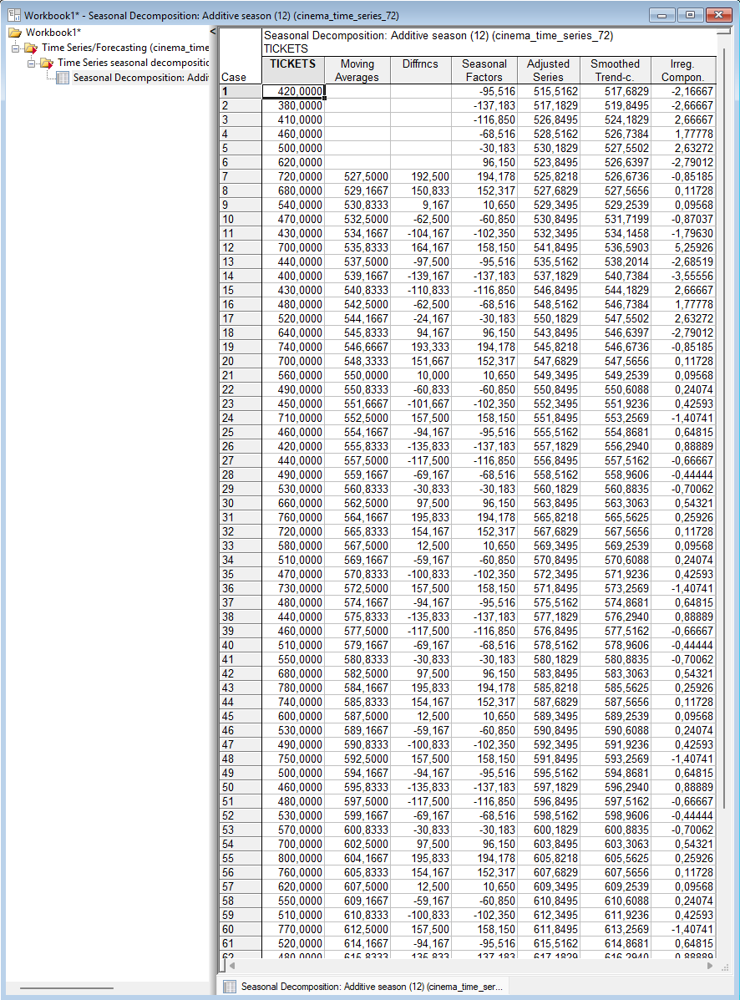 Workbook1* - Seasonal Decomposition: Additive season (12) (cinema_time_series_72)
Workbook1*
Time Series/Forecasting (cinema_time
Time Series seasonal decompositio
Seasonal Decomposition: Addi
Seasonal Decomposition: Additive season (12) (cinema_time_series_72)
TICKETS
Case TICKETS Moving Averages Diffrncs Seasonal Factors Adjusted Series Smoothed Trend-c. Irreg. Compon.
1 420,0000 -95,516 515,5162 517,6829 -2,16667
2 380,0000 -137,183 517,1829 519,8495 -2,66667
3 410,0000 -116,850 526,8495 524,1829 2,66667
4 460,0000 -68,516 528,5162 526,7384 1,77778
5 500,0000 -30,183 530,1829 527,5502 2,63272
6 620,0000 96,150 523,8495 526,6397 -2,79012
7 720,0000 527,5000 192,500 194,178 525,8218 526,6736 -0,85185
8 680,0000 529,1667 150,833 152,317 527,6829 527,5656 0,11728
9 540,0000 530,8333 9,167 10,650 529,3495 529,2539 0,09568
10 470,0000 532,5000 -62,500 -60,850 530,8495 531,7199 -0,87037
11 430,0000 534,1667 -104,167 -102,350 532,3495 534,1458 -1,79630
12 700,0000 535,8333 164,167 158,150 541,8495 536,5903 5,25926
13 440,0000 537,5000 -97,500 -95,516 535,5162 538,2014 -2,68519
14 400,0000 539,1667 -139,167 -137,183 537,1829 540,7384 -3,55556
15 430,0000 540,8333 -110,833 -116,850 546,8495 544,1829 2,66667
16 480,0000 542,5000 -62,500 -68,516 548,5162 546,7384 1,77778
17 520,0000 544,1667 -24,167 -30,183 550,1829 547,5502 2,63272
18 640,0000 545,8333 94,167 96,150 543,8495 546,6397 -2,79012
19 740,0000 546,6667 193,333 194,178 545,8218 546,6736 -0,85185
20 700,0000 548,3333 151,667 152,317 547,6829 547,5656 0,11728
21 560,0000 550,0000 10,000 10,650 549,3495 549,2539 0,09568
22 490,0000 550,8333 -60,833 -60,850 550,8495 550,6088 0,24074
23 450,0000 551,6667 -101,667 -102,350 552,3495 551,9236 0,42593
24 710,0000 552,5000 157,500 158,150 551,8495 553,2569 -1,40741
25 460,0000 554,1667 -94,167 -95,516 555,5162 554,8681 0,64815
26 420,0000 555,8333 -135,833 -137,183 557,1829 556,2940 0,88889
27 440,0000 557,5000 -117,500 -116,850 556,8495 557,5162 -0,66667
28 490,0000 559,1667 -69,167 -68,516 558,5162 558,9606 -0,44444
29 530,0000 560,8333 -30,833 -30,183 560,1829 560,8835 -0,70062
30 660,0000 562,5000 97,500 96,150 563,8495 563,3063 0,54321
31 760,0000 564,1667 195,833 194,178 565,8218 565,5625 0,25926
32 720,0000 565,8333 154,167 152,317 567,6829 567,5656 0,11728
33 580,0000 567,5000 12,500 10,650 569,3495 569,2539 0,09568
34 510,0000 569,1667 -59,167 -60,850 570,8495 570,6088 0,24074
35 470,0000 570,8333 -100,833 -102,350 572,3495 571,9236 0,42593
36 730,0000 572,5000 157,500 158,150 571,8495 573,2569 -1,40741
37 480,0000 574,1667 -94,167 -95,516 575,5162 574,8681 0,64815
38 440,0000 575,8333 -135,833 -137,183 577,1829 576,2940 0,88889
39 460,0000 577,5000 -117,500 -116,850 576,8495 577,5162 -0,66667
40 510,0000 579,1667 -69,167 -68,516 578,5162 578,9606 -0,44444
41 550,0000 580,8333 -30,833 -30,183 580,1829 580,8835 -0,70062
42 680,0000 582,5000 97,500 96,150 583,8495 583,3063 0,54321
43 780,0000 584,1667 195,833 194,178 585,8218 585,5625 0,25926
44 740,0000 585,8333 154,167 152,317 587,6829 587,5656 0,11728
45 600,0000 587,5000 12,500 10,650 589,3495 589,2539 0,09568
46 530,0000 589,1667 -59,167 -60,850 590,8495 590,6088 0,24074
47 490,0000 590,8333 -100,833 -102,350 592,3495 591,9236 0,42593
48 750,0000 592,5000 157,500 158,150 591,8495 593,2569 -1,40741
49 500,0000 594,1667 -94,167 -95,516 595,5162 594,8681 0,64815
50 460,0000 595,8333 -135,833 -137,183 597,1829 596,2940 0,88889
51 480,0000 597,5000 -117,500 -116,850 596,8495 597,5162 -0,66667
52 530,0000 599,1667 -69,167 -68,516 598,5162 598,9606 -0,44444
53 570,0000 600,8333 -30,833 -30,183 600,1829 600,8835 -0,70062
54 700,0000 602,5000 97,500 96,150 603,8495 603,3063 0,54321
55 800,0000 604,1667 195,833 194,178 605,8218 605,5625 0,25926
56 760,0000 605,8333 154,167 152,317 607,6829 607,5656 0,11728
57 620,0000 607,5000 12,500 10,650 609,3495 609,2539 0,09568
58 550,0000 609,1667 -59,167 -60,850 610,8495 610,6088 0,24074
59 510,0000 610,8333 -100,833 -102,350 612,3495 611,9236 0,42593
60 770,0000 612,5000 157,500 158,150 611,8495 613,2569 -1,40741
61 520,0000 614,1667 -94,167 -95,516 615,5162 614,8681 0,64815
Seasonal Decomposition: Additive season (12) (cinema_time_ser...